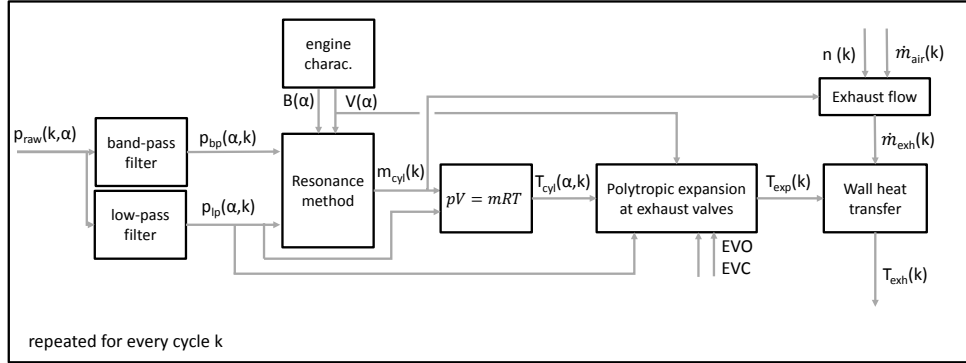 engine
charac.
n (k)
ṁair(k)
Exhaust flow
B(α)
V(α)
praw(k,α)
band-pass
filter
pbp(α,k)
Resonance
method
mcyl(k)
pV = mRT
Tcyl(α,k)
Polytropic expansion
at exhaust valves
Texp(k)
ṁexh(k)
Wall heat
transfer
low-pass
filter
plp(α,k)
EVO
EVC
Texh(k)
repeated for every cycle k